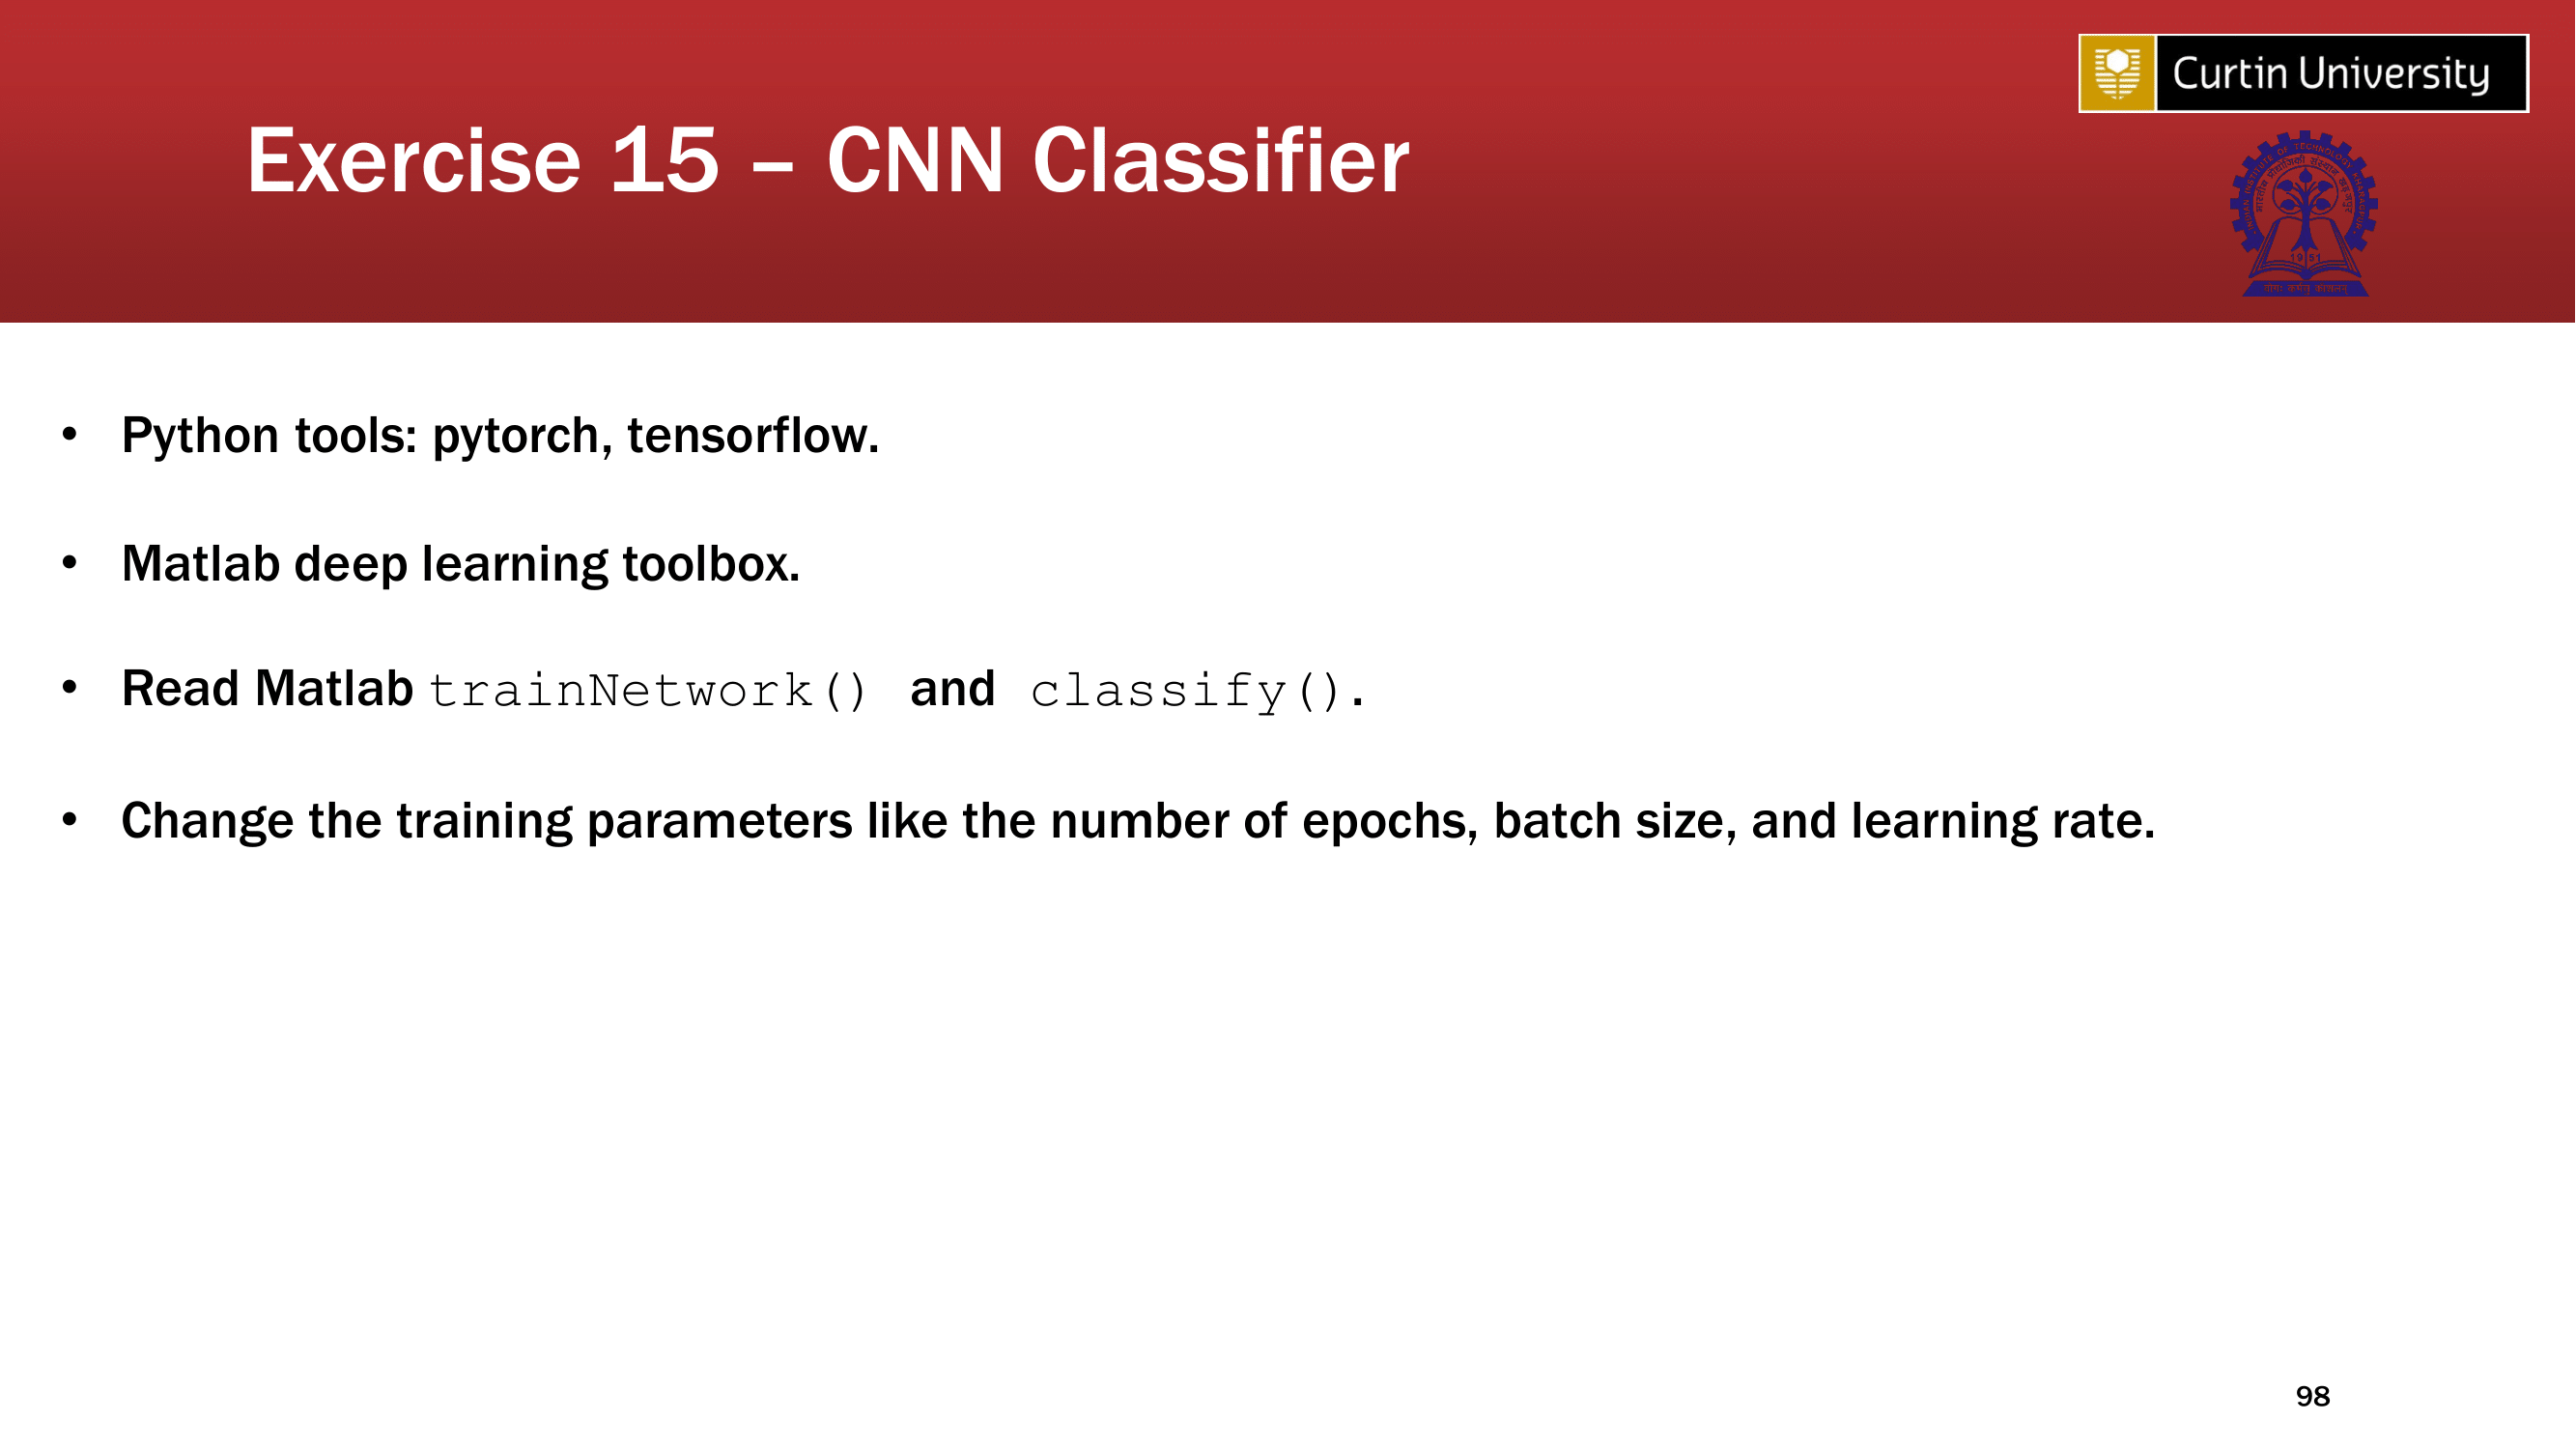 Curtin University
Exercise 15 – CNN Classifier
1951
• Python tools: pytorch, tensorflow.
• Matlab deep learning toolbox.
• Read Matlab trainNetwork() and classify().
• Change the training parameters like the number of epochs, batch size, and learning rate.
98